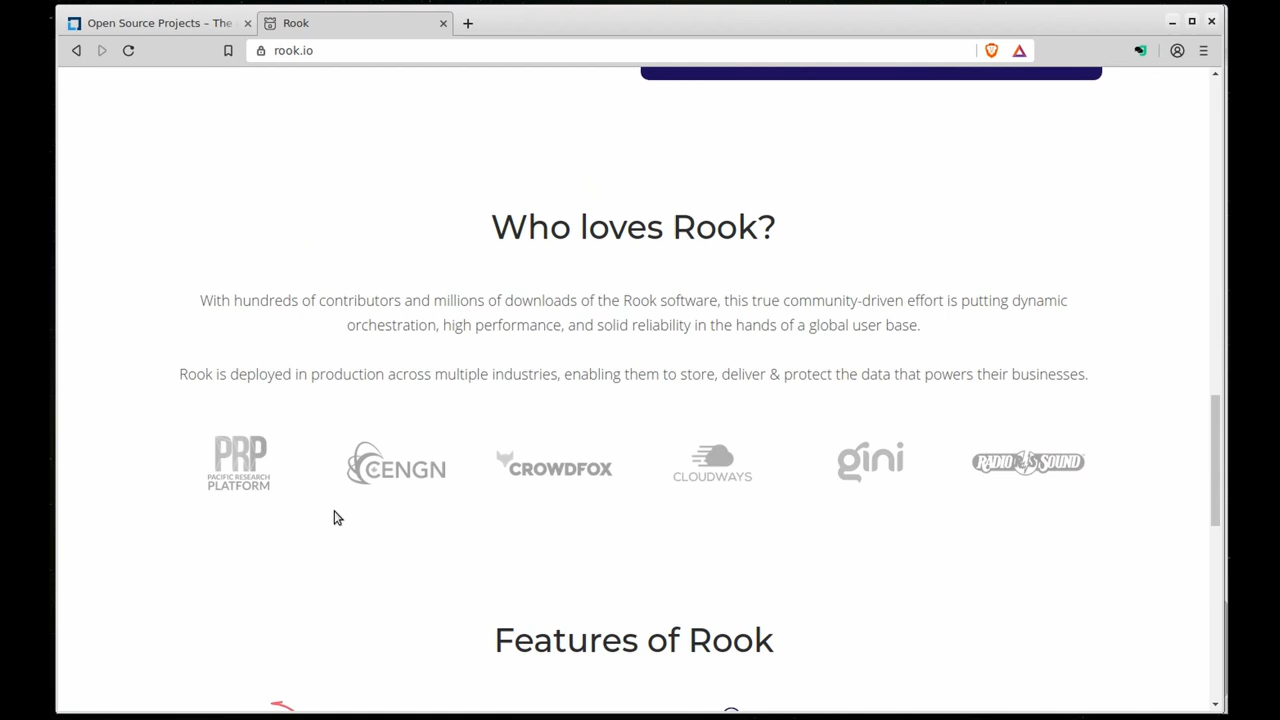 Open Source Projects – The
Rook
rook.io
Who loves Rook?
With hundreds of contributors and millions of downloads of the Rook software, this true community-driven effort is putting dynamic
orchestration, high performance, and solid reliability in the hands of a global user base.
Rook is deployed in production across multiple industries, enabling them to store, deliver & protect the data that powers their businesses.
PRP
PACIFIC RESEARCH
PLATFORM
CENGN
CROWDFOX
CLOUDWAYS
gini
RADIO SOUND
Features of Rook